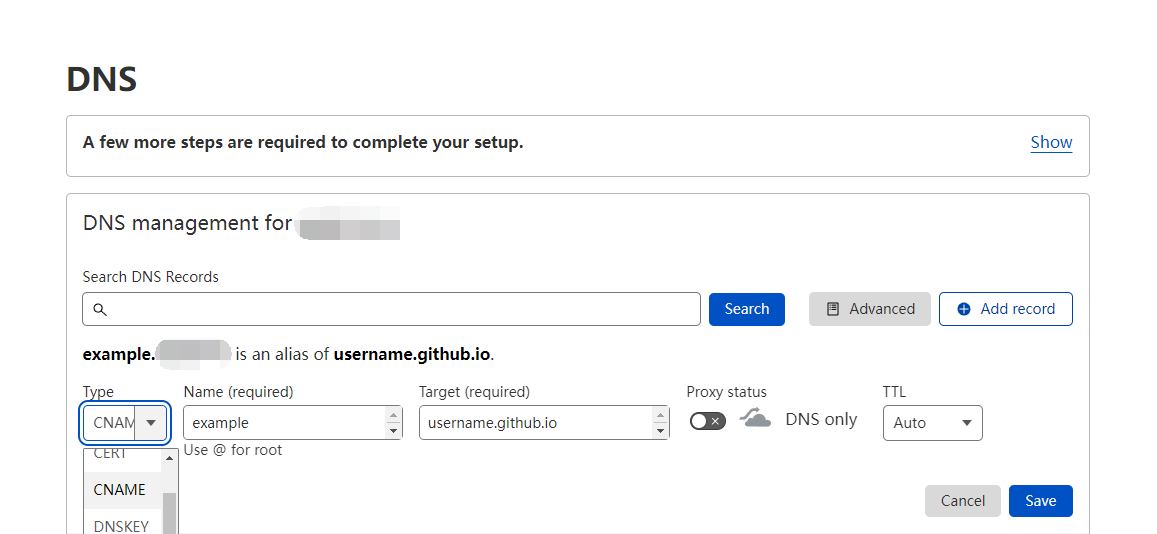 DNS
A few more steps are required to complete your setup. Show
DNS management for
Search DNS Records
Search Advanced Add record
example. is an alias of username.github.io.
Type Name (required) Target (required) Proxy status TTL
CNAM example username.github.io DNS only Auto
CERT Use @ for root
CNAME
Cancel Save
DNSKEY